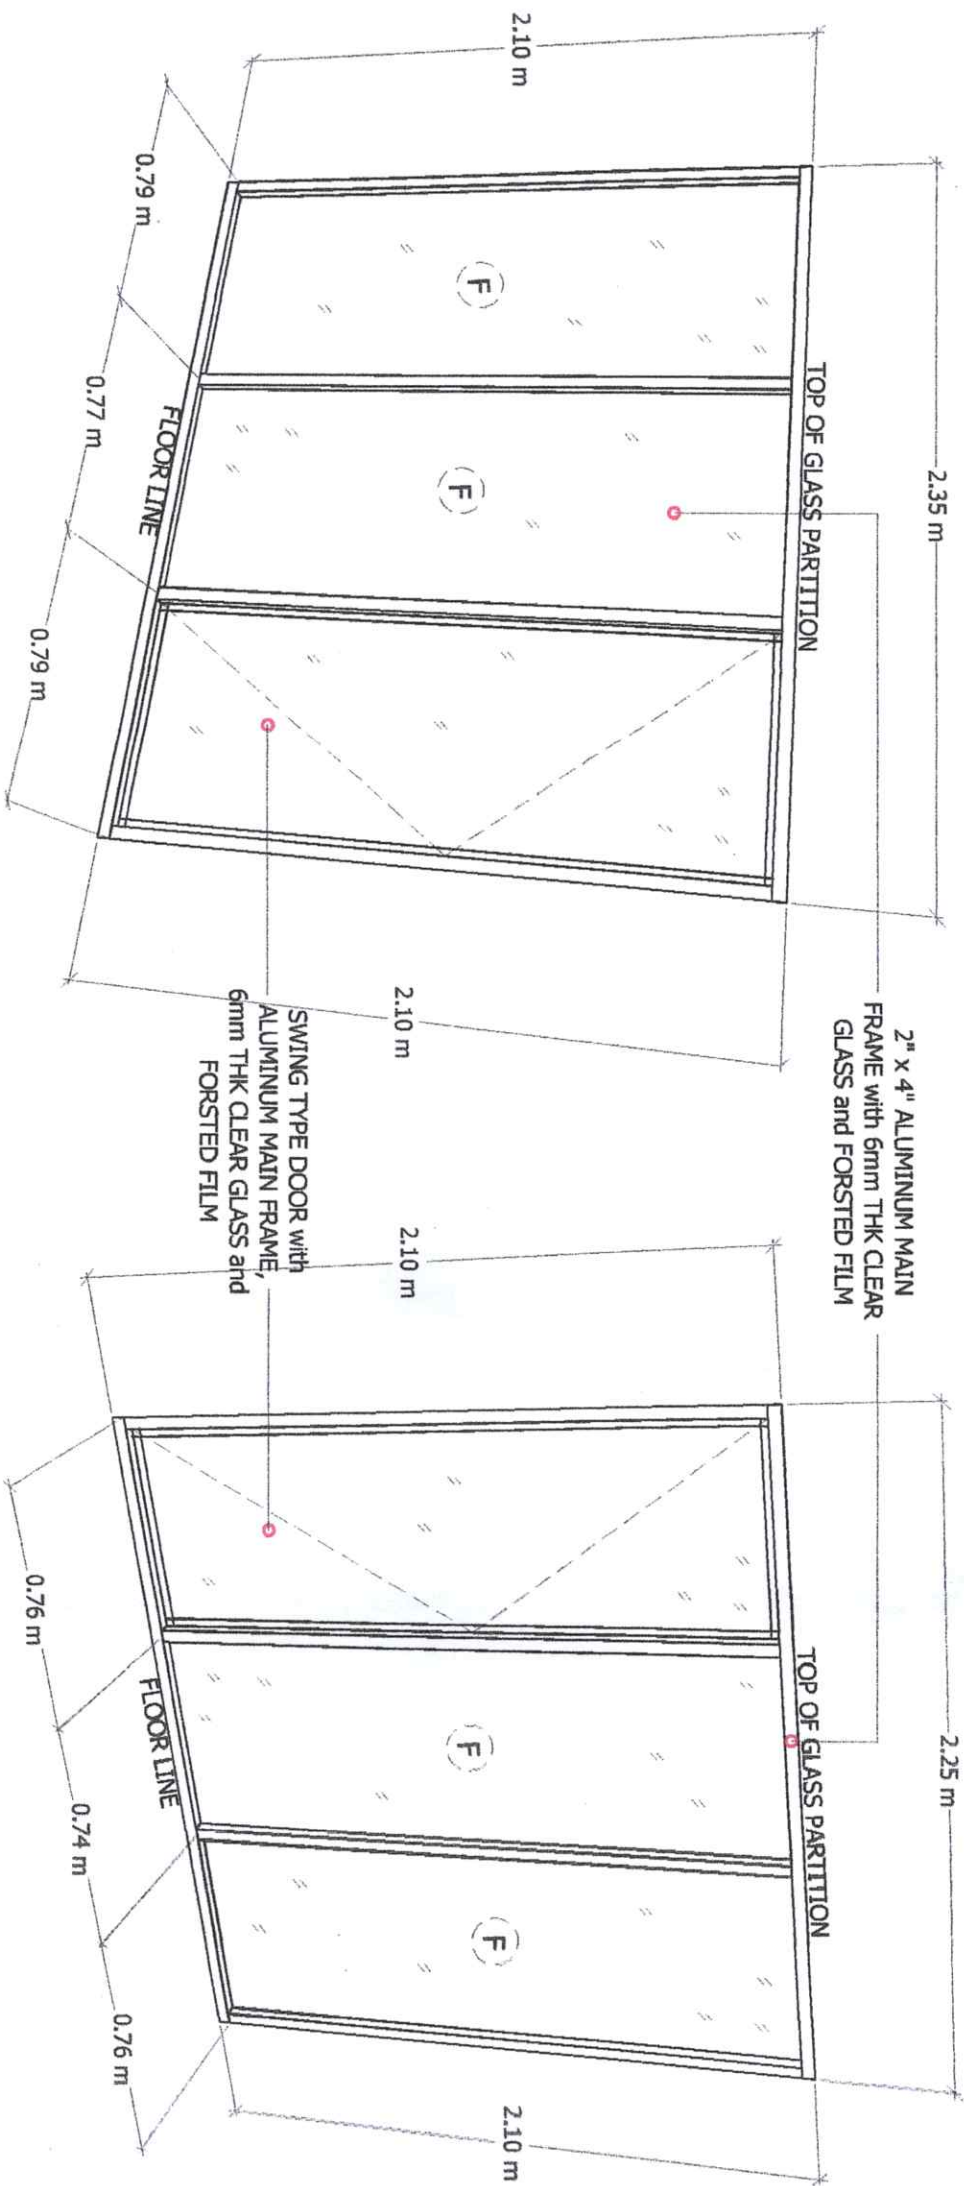 2.35 m
2.10 m
TOP OF GLASS PARTITION
F
F
2.10 m
FLOOR LINE
0.79 m
0.77 m
0.79 m
2" x 4" ALUMINUM MAIN
FRAME with 6mm THK CLEAR
GLASS and FORSTED FILM
SWING TYPE DOOR with
ALUMINUM MAIN FRAME,
6mm THK CLEAR GLASS and
FORSTED FILM
2.25 m
2.10 m
TOP OF GLASS PARTITION
F
F
2.10 m
FLOOR LINE
0.76 m
0.74 m
0.76 m